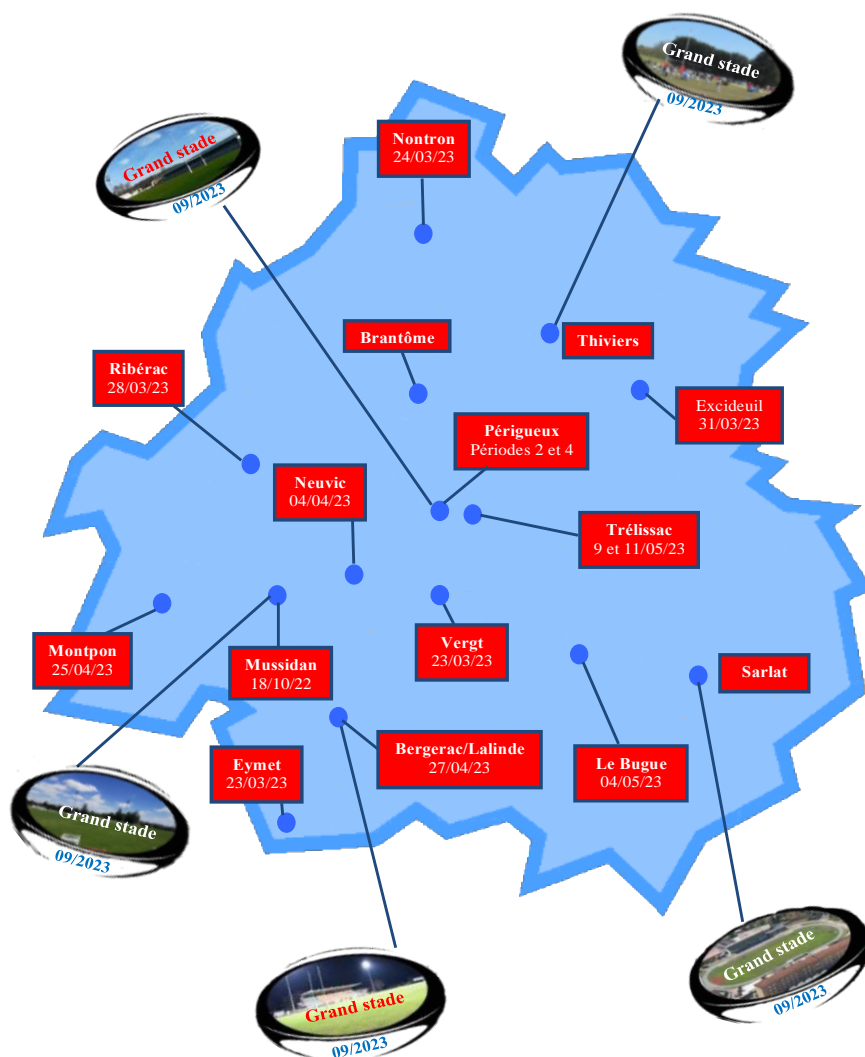 Grand stade
09/2023
Grand stade
09/2023
Nontron
24/03/23
Brantôme
Thiviers
Ribérac
28/03/23
Excideuil
31/03/23
Périgueux
Périodes 2 et 4
Neuvic
04/04/23
Trélissac
9 et 11/05/23
Montpon
25/04/23
Mussidan
18/10/22
Vergt
23/03/23
Sarlat
Eymet
23/03/23
Bergerac/Lalinde
27/04/23
Le Bugue
04/05/23
Grand stade
09/2023
Grand stade
09/2023
Grand stade
09/2023